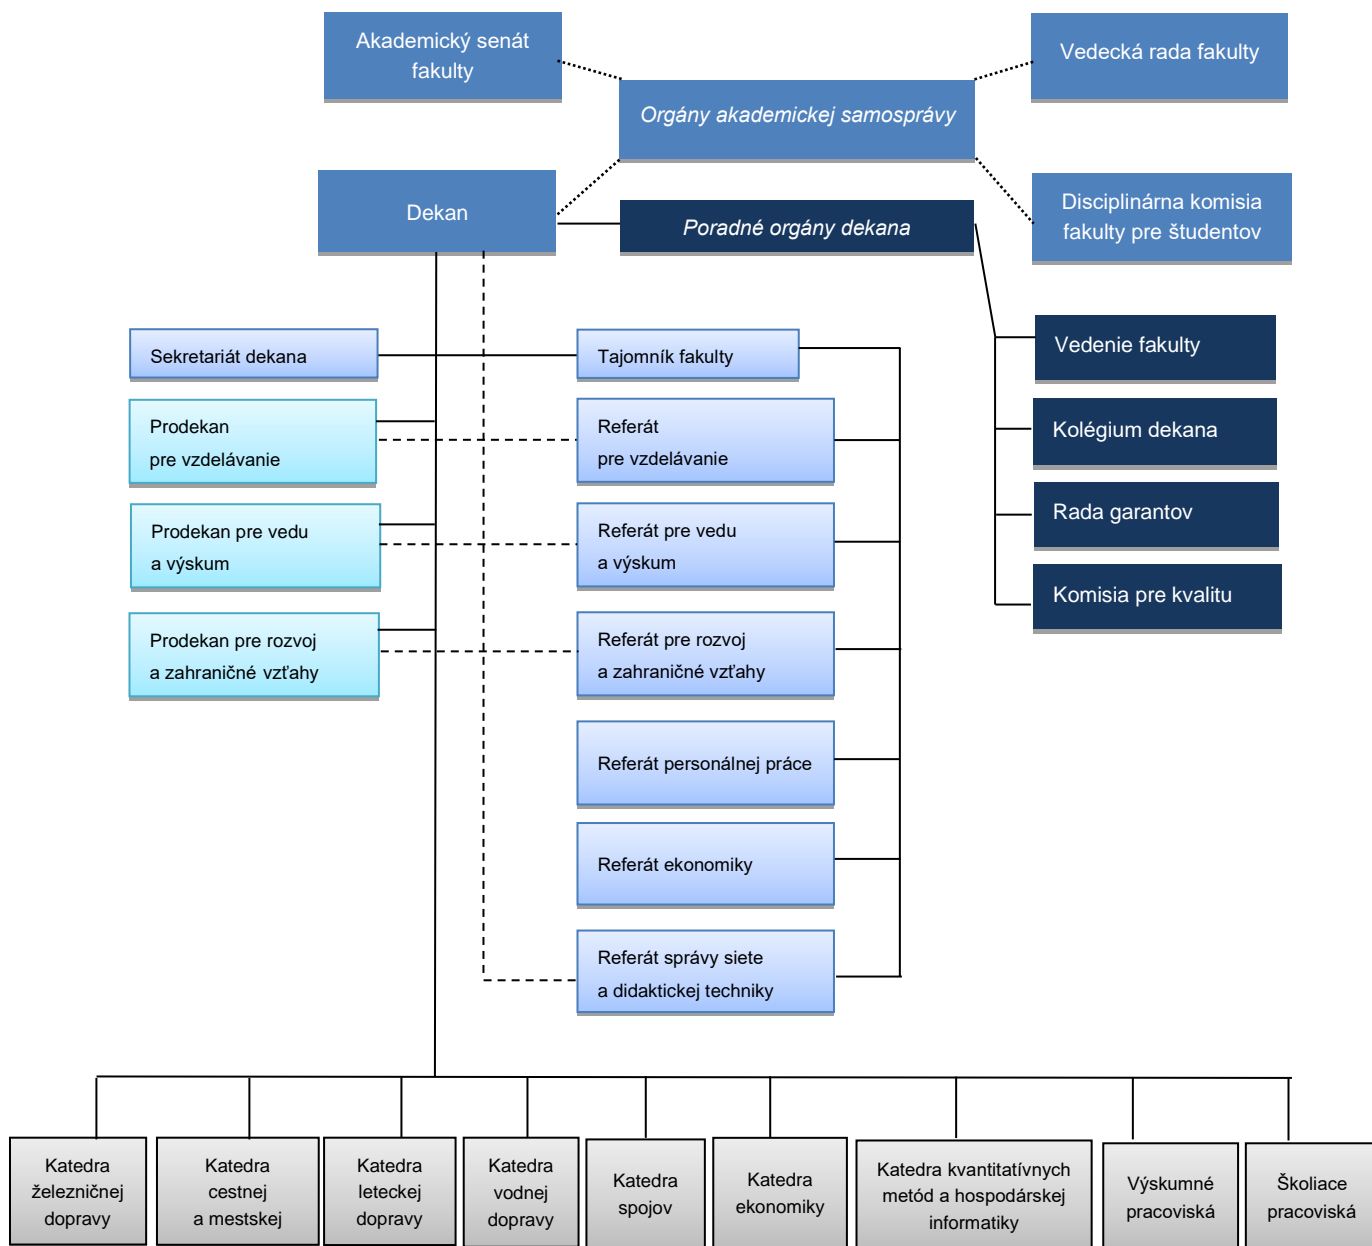 Akademický senát
fakulty
Vedecká rada fakulty
Orgány akademickej samosprávy
Dekan
Poradné orgány dekana
Disciplinárna komisia
fakulty pre študentov
Sekretariát dekana
Tajomník fakulty
Vedenie fakulty
Prodekan
pre vzdelávanie
Referát
pre vzdelávanie
Kolégium dekana
Prodekan pre vedu
a výskum
Referát pre vedu
a výskum
Rada garantov
Komisia pre kvalitu
Prodekan pre rozvoj
a zahraničné vzťahy
Referát pre rozvoj
a zahraničné vzťahy
Referát personálnej práce
Referát ekonomiky
Referát správy siete
a didaktickej techniky
Katedra
železničnej
dopravy
Katedra
cestnej
a mestskej
Katedra
leteckej
dopravy
Katedra
vodnej
dopravy
Katedra
spojov
Katedra
ekonomiky
Katedra kvantitatívnych
metód a hospodárskej
informatiky
Výskumné
pracoviská
Školiace
pracoviská